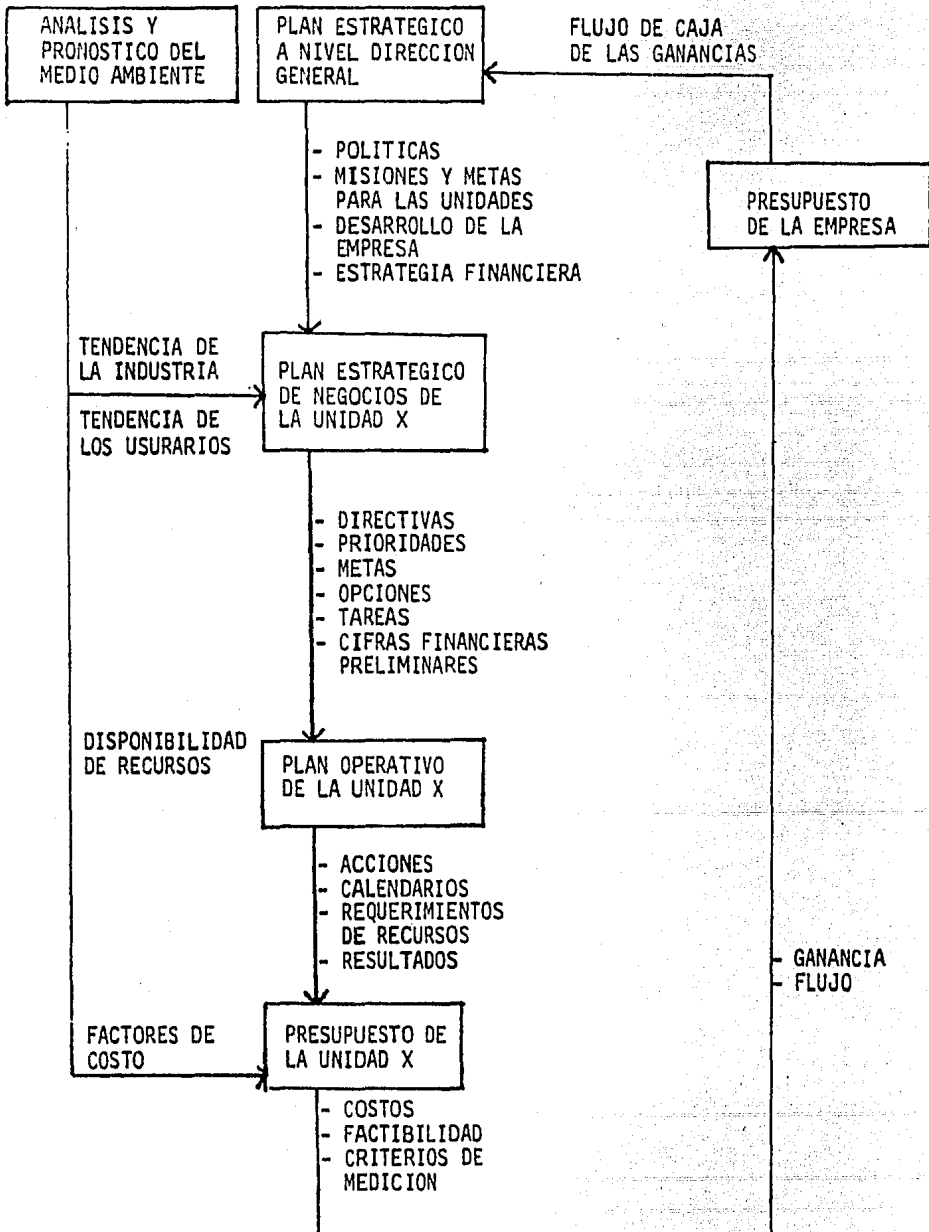 ANALISIS Y
PRONOSTICO DEL
MEDIO AMBIENTE
PLAN ESTRATEGICO
A NIVEL DIRECCION
GENERAL
FLUJO DE CAJA
DE LAS GANANCIAS
- POLITICAS
- MISIONES Y METAS
PARA LAS UNIDADES
- DESARROLLO DE LA
EMPRESA
- ESTRATEGIA FINANCIERA
PRESUPUESTO
DE LA EMPRESA
TENDENCIA DE
LA INDUSTRIA
TENDENCIA DE
LOS USURARIOS
PLAN ESTRATEGICO
DE NEGOCIOS DE
LA UNIDAD X
- DIRECTIVAS
- PRIORIDADES
- METAS
- OPCIONES
- TAREAS
- CIFRAS FINANCIERAS
PRELIMINARES
DISPONIBILIDAD
DE RECURSOS
PLAN OPERATIVO
DE LA UNIDAD X
- ACCIONES
- CALENDARIOS
- REQUERIMIENTOS
DE RECURSOS
- RESULTADOS
- GANANCIA
- FLUJO
FACTORES DE
COSTO
PRESUPUESTO DE
LA UNIDAD X
- COSTOS
- FACTIBILIDAD
- CRITERIOS DE
MEDICION